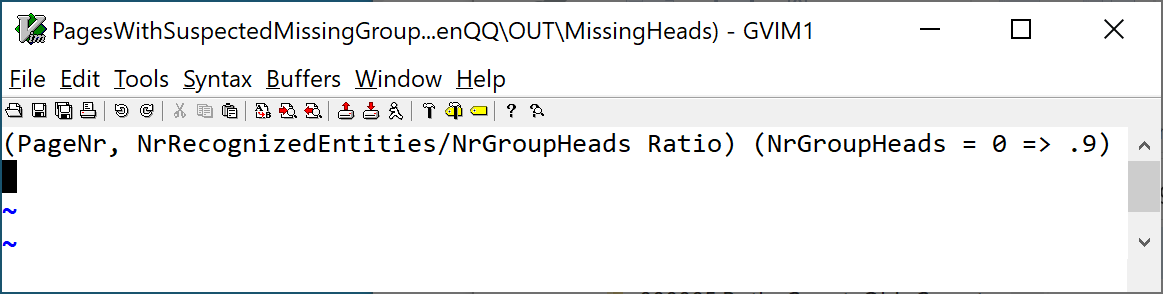 PagesWithSuspectedMissingGroup...enQQ\OUT\MissingHeads) - GVIM1
File Edit Tools Syntax Buffers Window Help
(PageNr, NrRecognizedEntities/NrGroupHeads Ratio) (NrGroupHeads = 0 => .9)
~
~